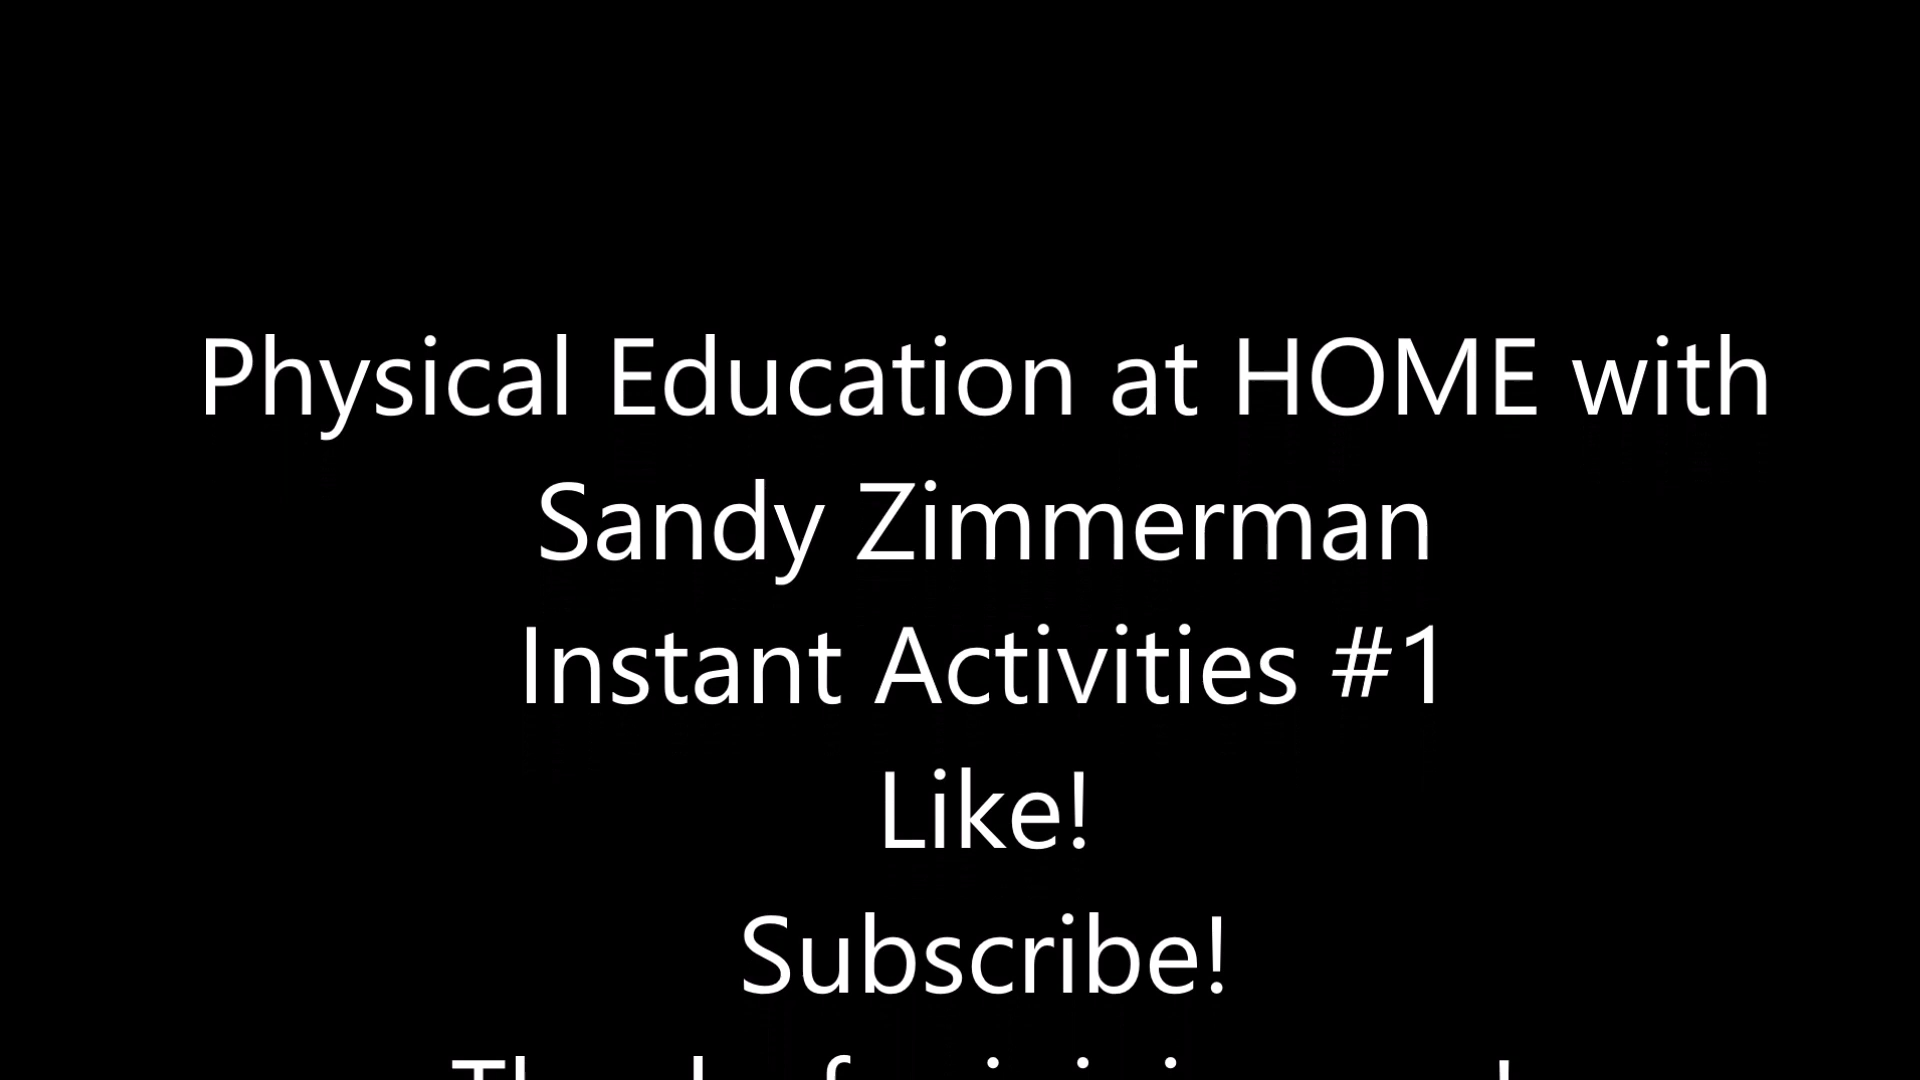 Physical Education at HOME with
Sandy Zimmerman
Instant Activities #1
Like!
Subscribe!